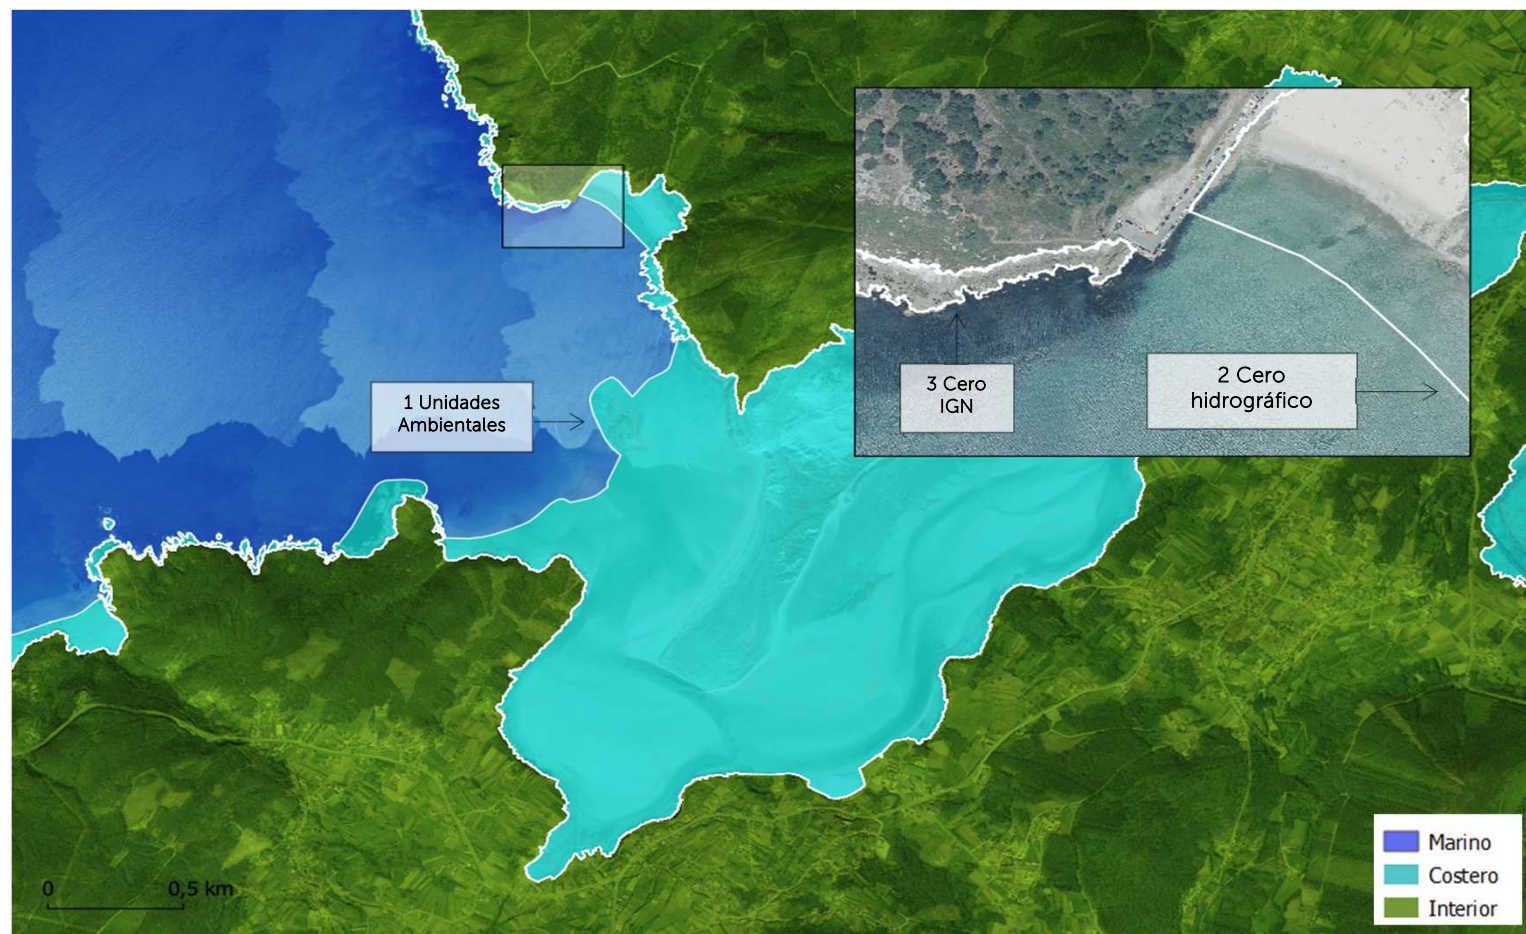 3 Cero
IGN
2 Cero
hidrográfico
1 Unidades
Ambientales
Marino
Costero
Interior
0
0,5 km